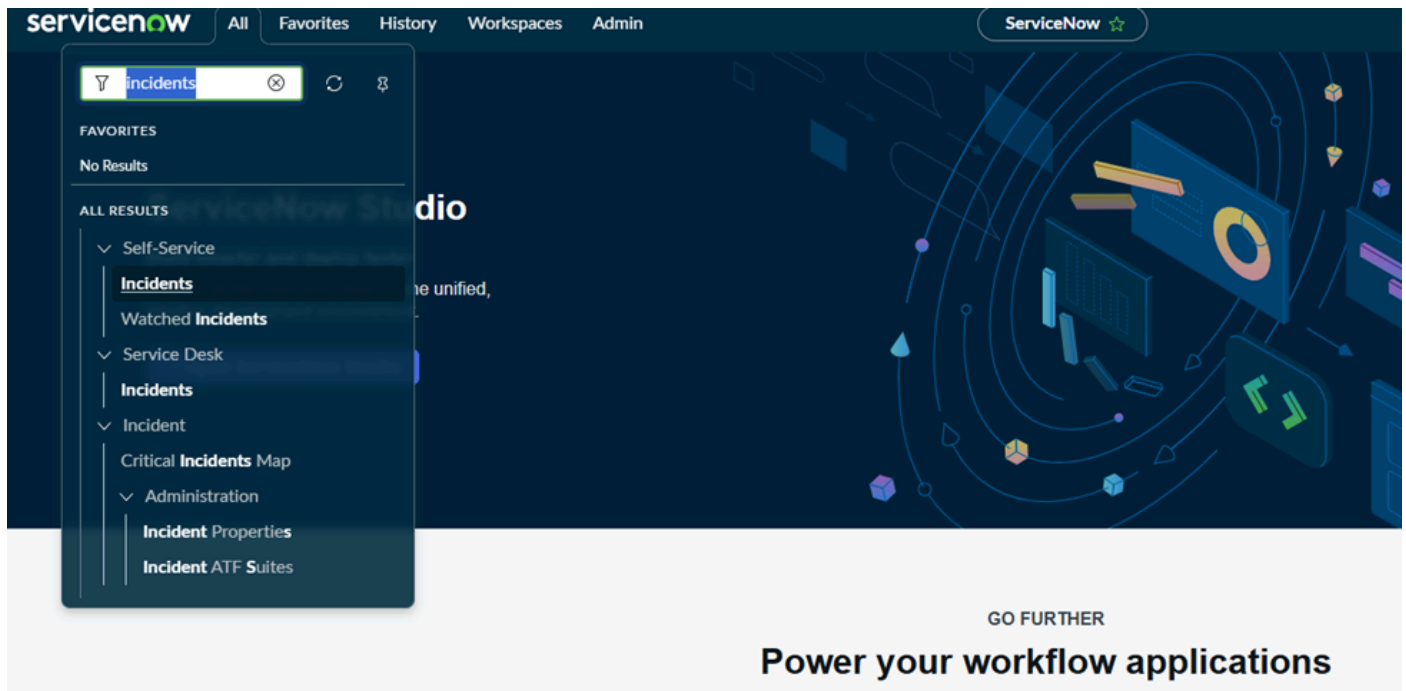 servicenow All Favorites History Workspaces Admin ServiceNow
incidents
FAVORITES
No Results
ServiceNow Studio
ALL RESULTS
Self-Service
Incidents
he unified,
Watched Incidents
Service Desk
Incidents
Incident
Critical Incidents Map
Administration
Incident Properties
Incident ATF Suites
GO FURTHER
Power your workflow applications